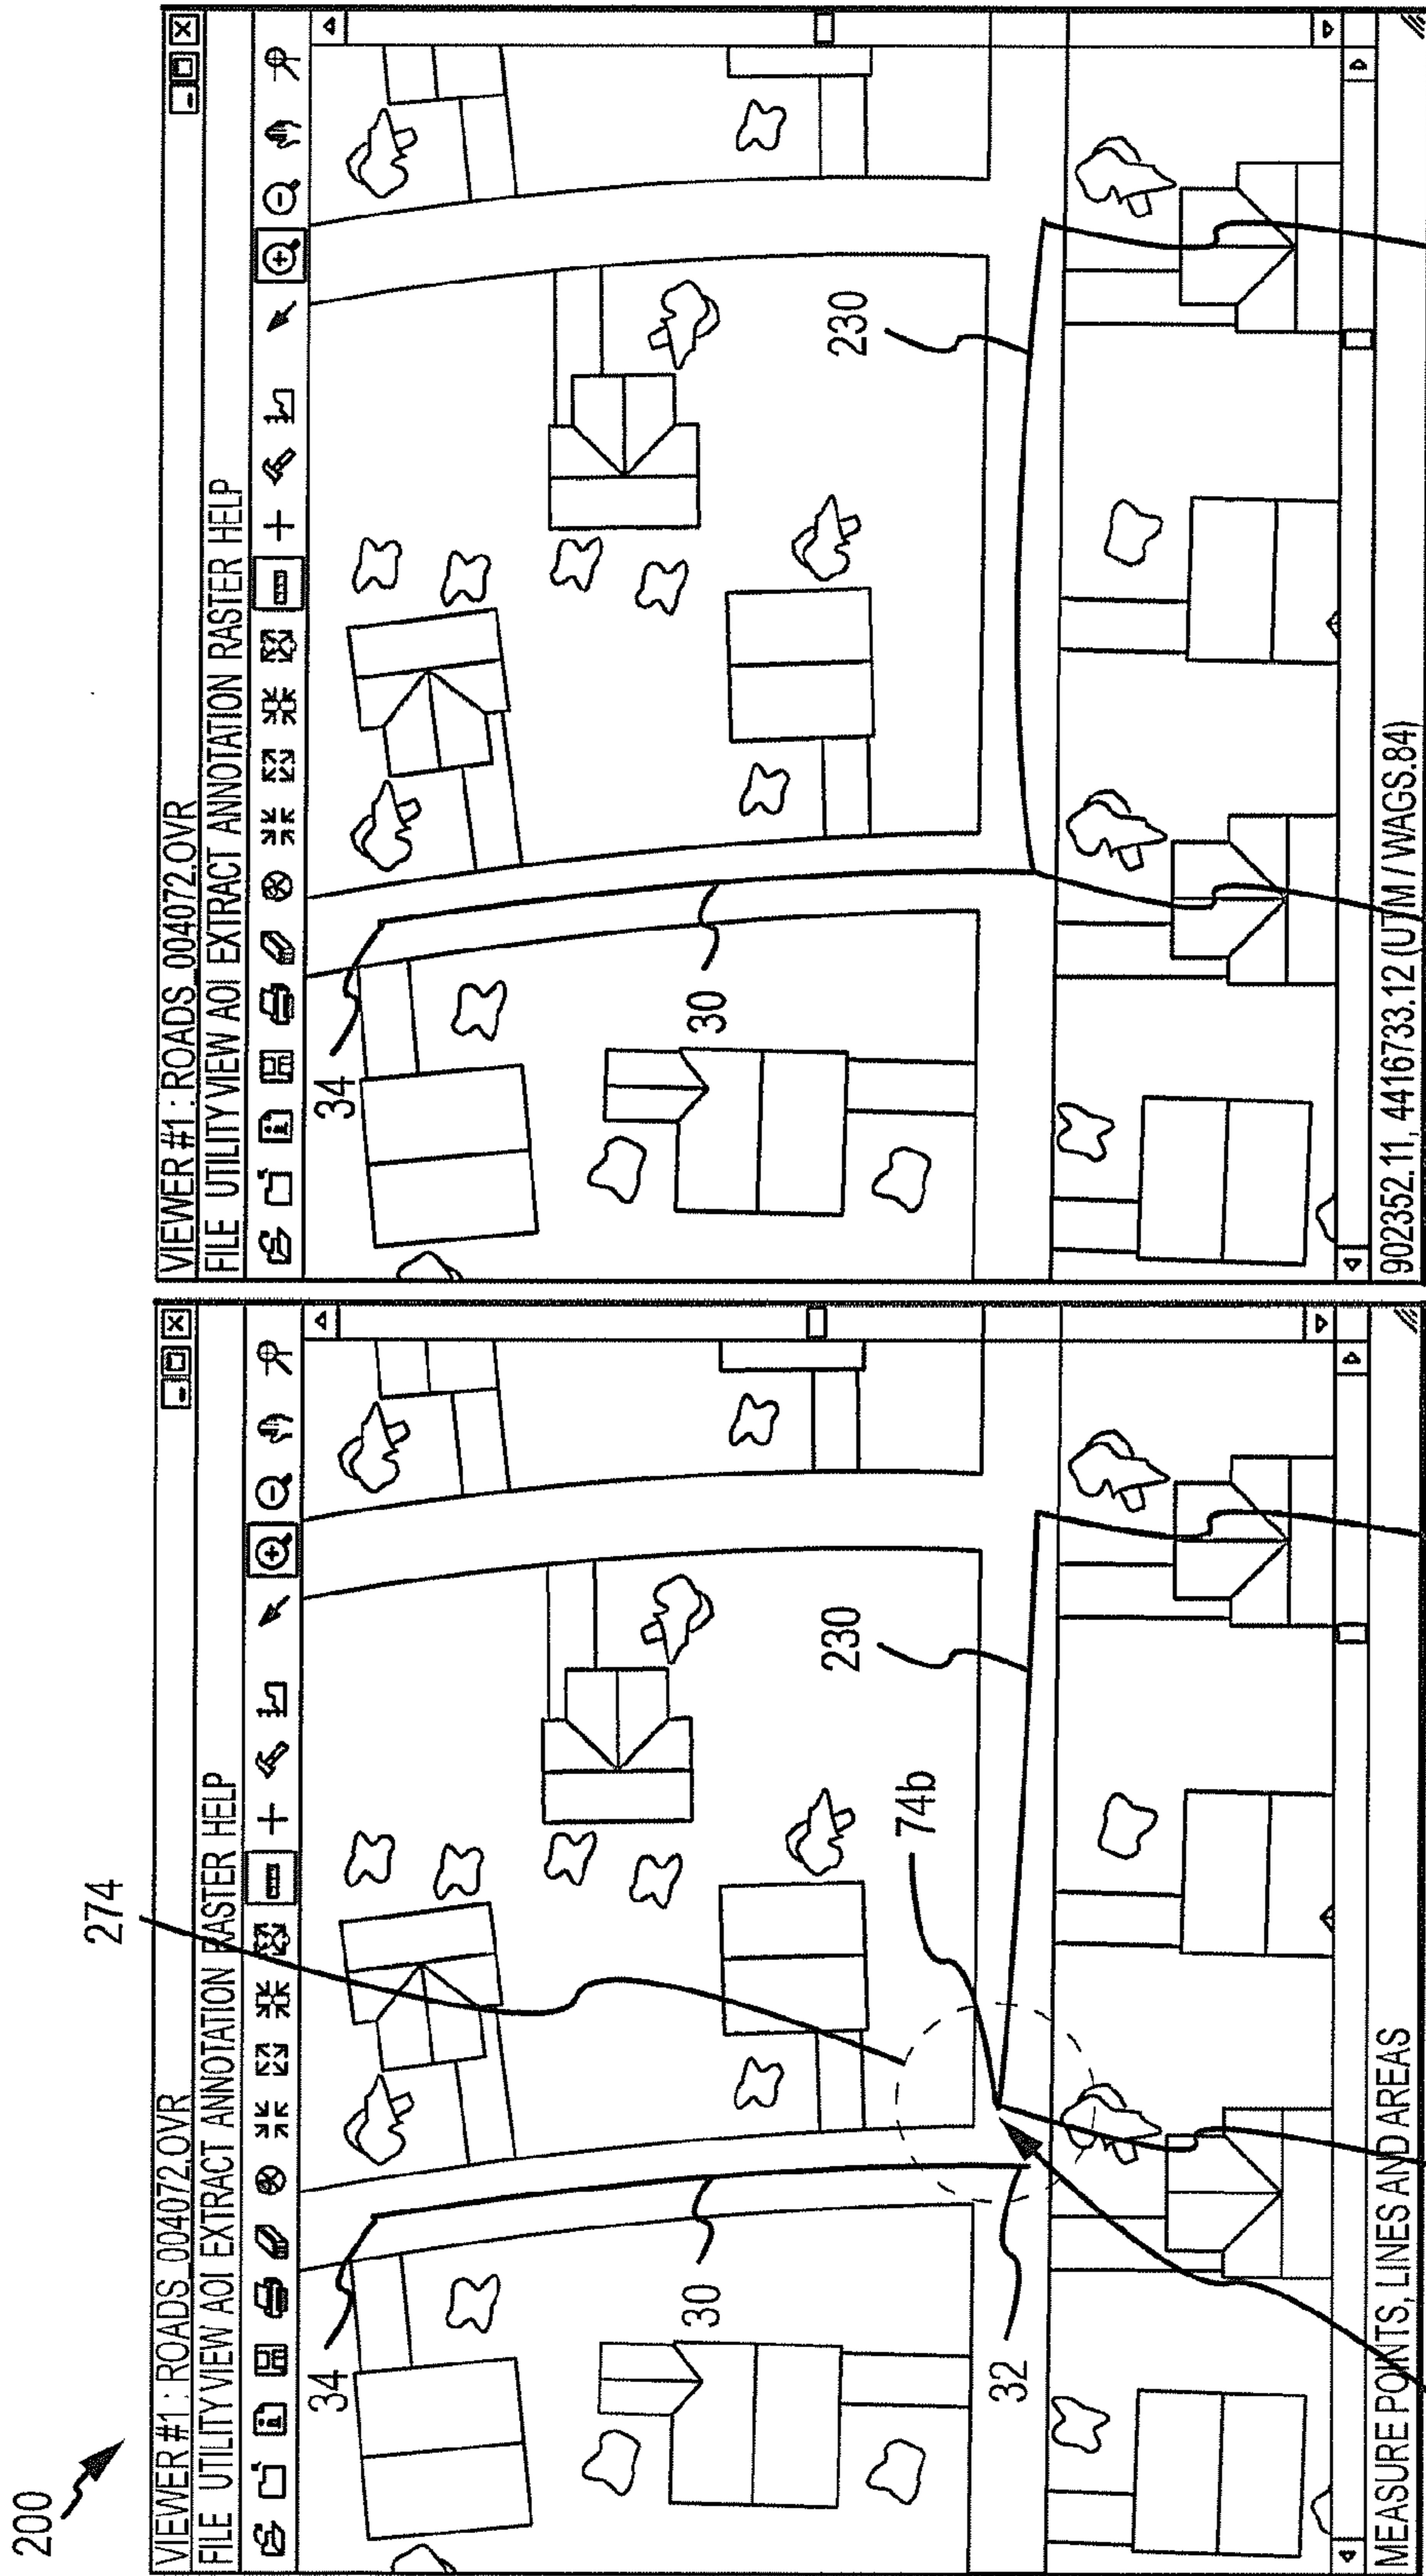 200
274
VIEWER #1 : ROADS_004072.OVR
FILE UTILITY VIEW AOI EXTRACT ANNOTATION RASTER HELP
34
30
32
74b
230
MEASURE POINTS, LINES AND AREAS
VIEWER #1 : ROADS_004072.OVR
FILE UTILITY VIEW AOI EXTRACT ANNOTATION RASTER HELP
34
30
230
902352.11, 4416733.12 (UTM / WAGS.84)